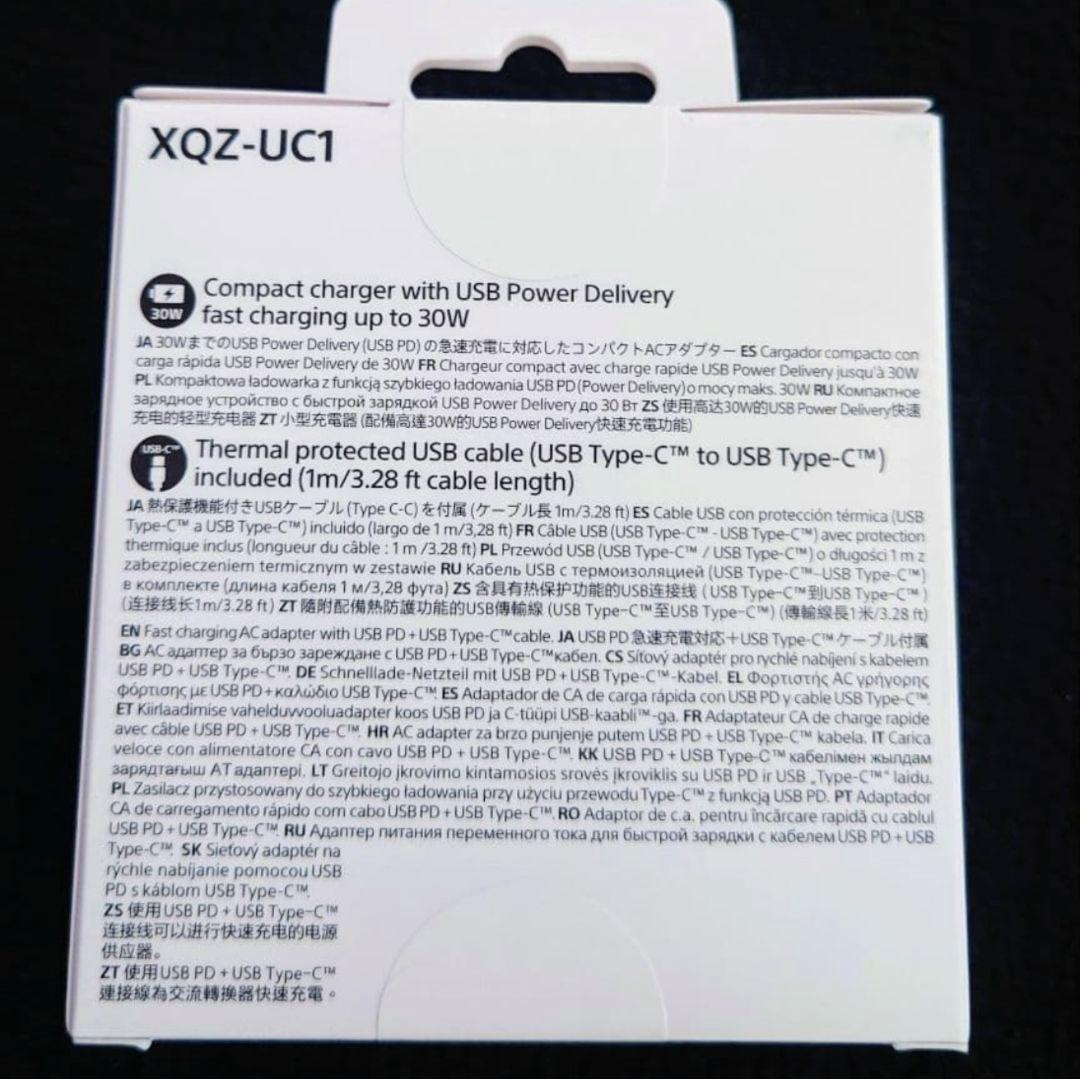 XQZ-UC1
30W
Compact charger with USB Power Delivery
fast charging up to 30W
JA 30WまでのUSB Power Delivery (USB PD) の急速充電に対応したコンパクトACアダプター ES Cargador compacto con
carga rápida USB Power Delivery de 30W FR Chargeur compact avec charge rapide USB Power Delivery jusqu'à 30W
PL Kompaktowa ładowarka z funkcją szybkiego ładowania USB PD (Power Delivery) o mocy maks. 30W RU Компактное
зарядное устройство с быстрой зарядкой USB Power Delivery до 30 Вт ZS 使用高达30W的USB Power Delivery快速
充电的轻型充电器 ZT 小型充電器 (配備高達30W的USB Power Delivery快速充電功能)
USB-C™
Thermal protected USB cable (USB Type-C™ to USB Type-C™)
included (1m/3.28 ft cable length)
JA 熱保護機能付きUSBケーブル (Type C-C) を付属 (ケーブル長 1m/3.28 ft) ES Cable USB con protección térmica (USB
Type-C™ a USB Type-C™) incluido (largo de 1 m/3,28 ft) FR Câble USB (USB Type-C™ - USB Type-C™) avec protection
thermique inclus (longueur du câble : 1 m /3.28 ft) PL Przewód USB (USB Type-C™ / USB Type-C™) o długości 1 m z
zabezpieczeniem termicznym w zestawie RU Кабель USB с термоизоляцией (USB Type-C™–USB Type-C™)
в комплекте (длина кабеля 1 м/3,28 фута) ZS 含具有热保护功能的USB连接线 ( USB Type-C™到USB Type-C™ )
(连接线长1m/3.28 ft) ZT 隨附配備熱防護功能的USB傳輸線 (USB Type-C™至USB Type-C™) (傳輸線長1米/3.28 ft)
EN Fast charging AC adapter with USB PD + USB Type-C™ cable. JA USB PD 急速充電対応＋USB Type-C™ ケーブル付属
BG AC адаптер за бързо зареждане с USB PD + USB Type-C™ кабел. CS Síťový adaptér pro rychlé nabíjení s kabelem
USB PD + USB Type-C™. DE Schnelllade-Netzteil mit USB PD + USB Type-C™-Kabel. EL Φορτιστής AC γρήγορης
φόρτισης με USB PD + καλώδιο USB Type-C™. ES Adaptador de CA de carga rápida con USB PD y cable USB Type-C™.
ET Kiirlaadimise vahelduvvooluadapter koos USB PD ja C-tüüpi USB-kaabli™-ga. FR Adaptateur CA de charge rapide
avec câble USB PD + USB Type-C™. HR AC adapter za brzo punjenje putem USB PD + USB Type-C™ kabela. IT Carica
veloce con alimentatore CA con cavo USB PD + USB Type-C™. KK USB PD + USB Type-C™ кабелімен жылдам
зарядтағыш АТ адаптері. LT Greitojo įkrovimo kintamosios srovės įkroviklis su USB PD ir USB „Type-C™“ laidu.
PL Zasilacz przystosowany do szybkiego ładowania przy użyciu przewodu Type-C™ z funkcją USB PD. PT Adaptador
CA de carregamento rápido com cabo USB PD + USB Type-C™. RO Adaptor de c.a. pentru încărcare rapidă cu cablul
USB PD + USB Type-C™. RU Адаптер питания переменного тока для быстрой зарядки с кабелем USB PD + USB
Type-C™. SK Sieťový adaptér na
rýchle nabíjanie pomocou USB
PD s káblom USB Type-C™.
ZS 使用 USB PD + USB Type-C™
连接线可以进行快速充电的电源
供应器。
ZT 使用USB PD + USB Type-C™
連接線為交流轉換器快速充電。